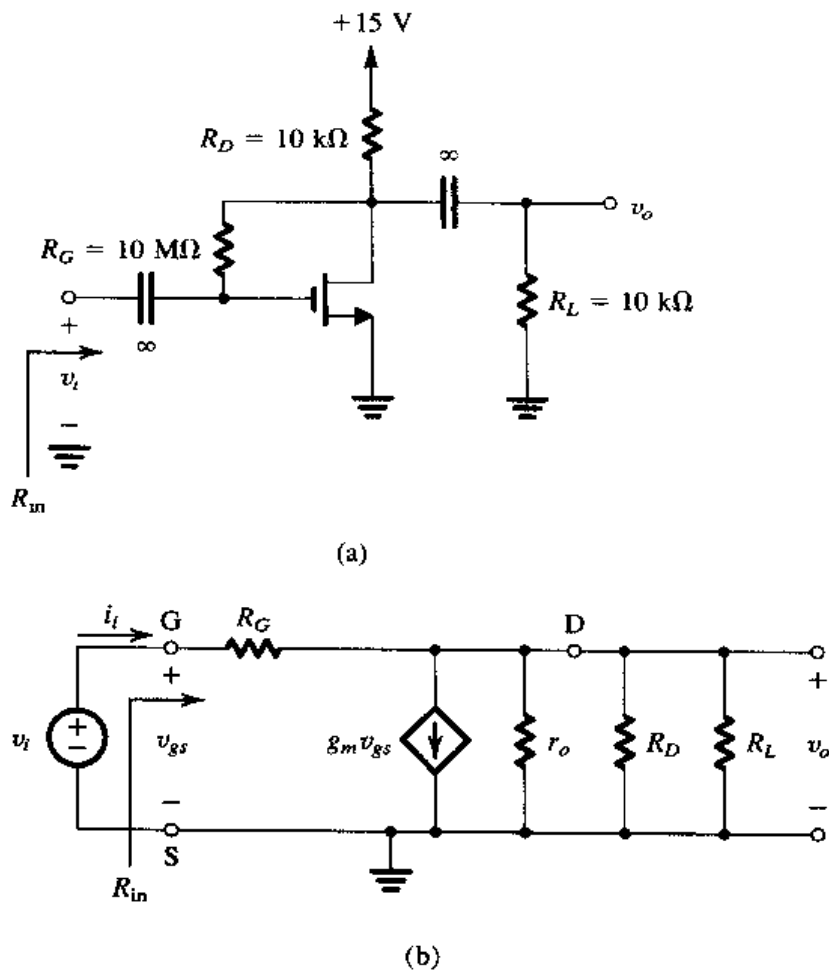 +15 V
R_D = 10 kΩ
∞
v_o
R_G = 10 MΩ
R_L = 10 kΩ
+
∞
v_i
−
R_in
(a)
i_i
G
R_G
D
+
+
v_i
+
−
v_gs
g_m v_gs
r_o
R_D
R_L
v_o
−
−
S
R_in
(b)